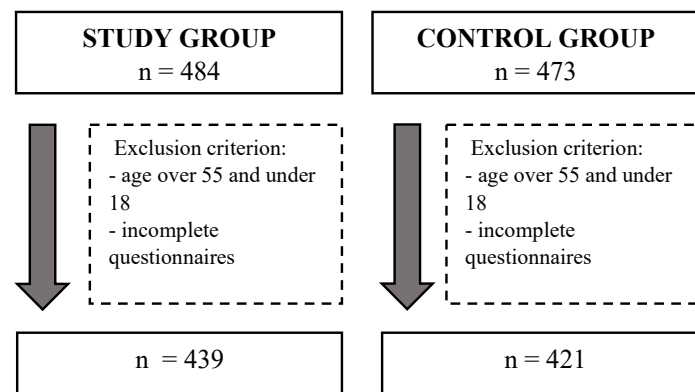 STUDY GROUP
n = 484
CONTROL GROUP
n = 473
Exclusion criterion:
- age over 55 and under
18
- incomplete
questionnaires
Exclusion criterion:
- age over 55 and under
18
- incomplete
questionnaires
n = 439
n = 421